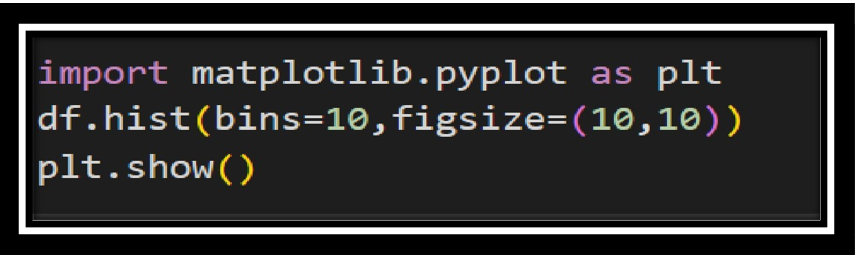 import matplotlib.pyplot as plt
df.hist(bins=10,figsize=(10,10))
plt.show()